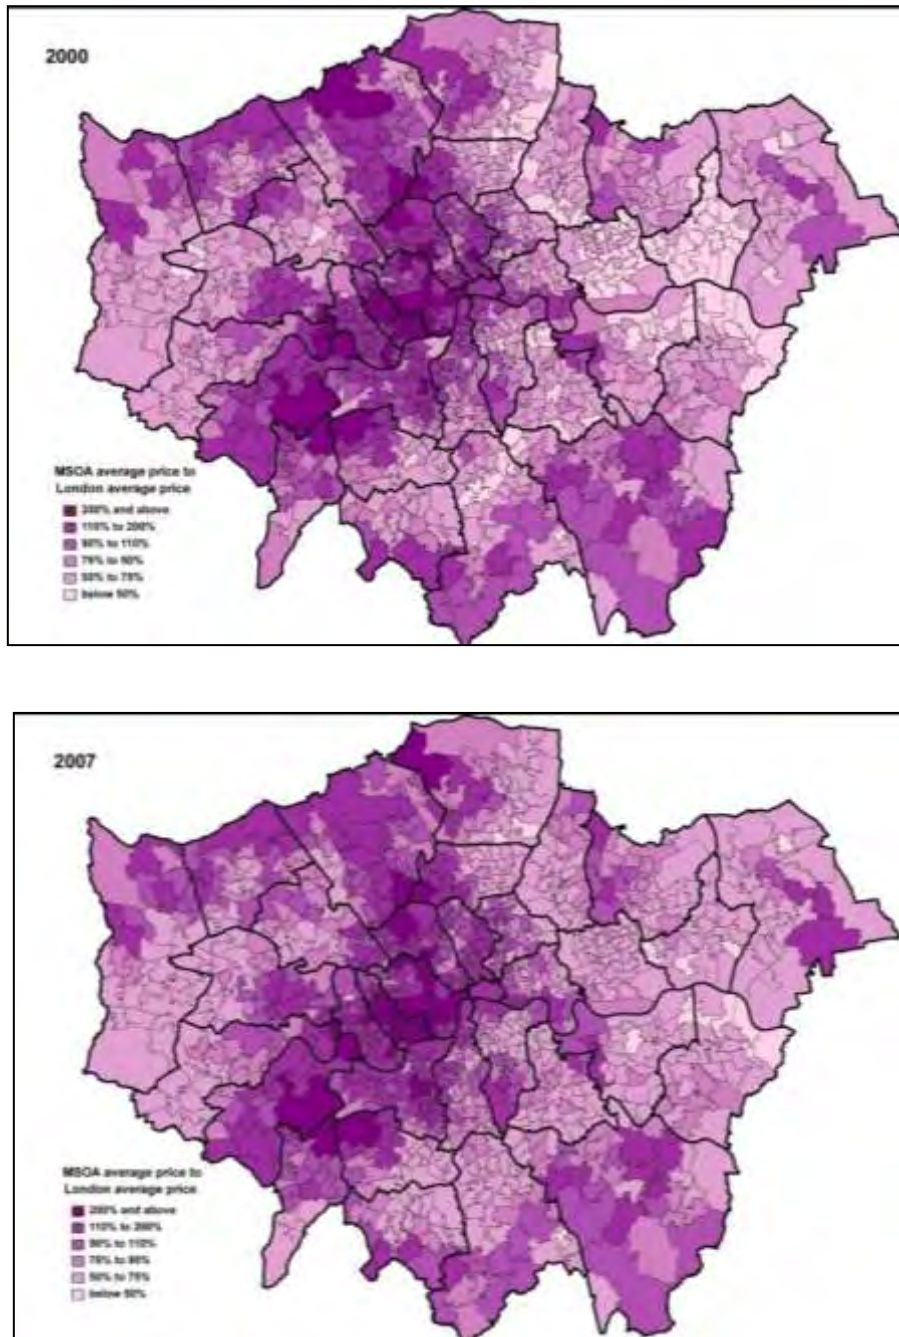 2000
MSOA average price to
London average price
200% and above
110% to 200%
90% to 110%
75% to 90%
50% to 75%
below 50%
2007
MSOA average price to
London average price
200% and above
110% to 200%
90% to 110%
75% to 90%
50% to 75%
below 50%